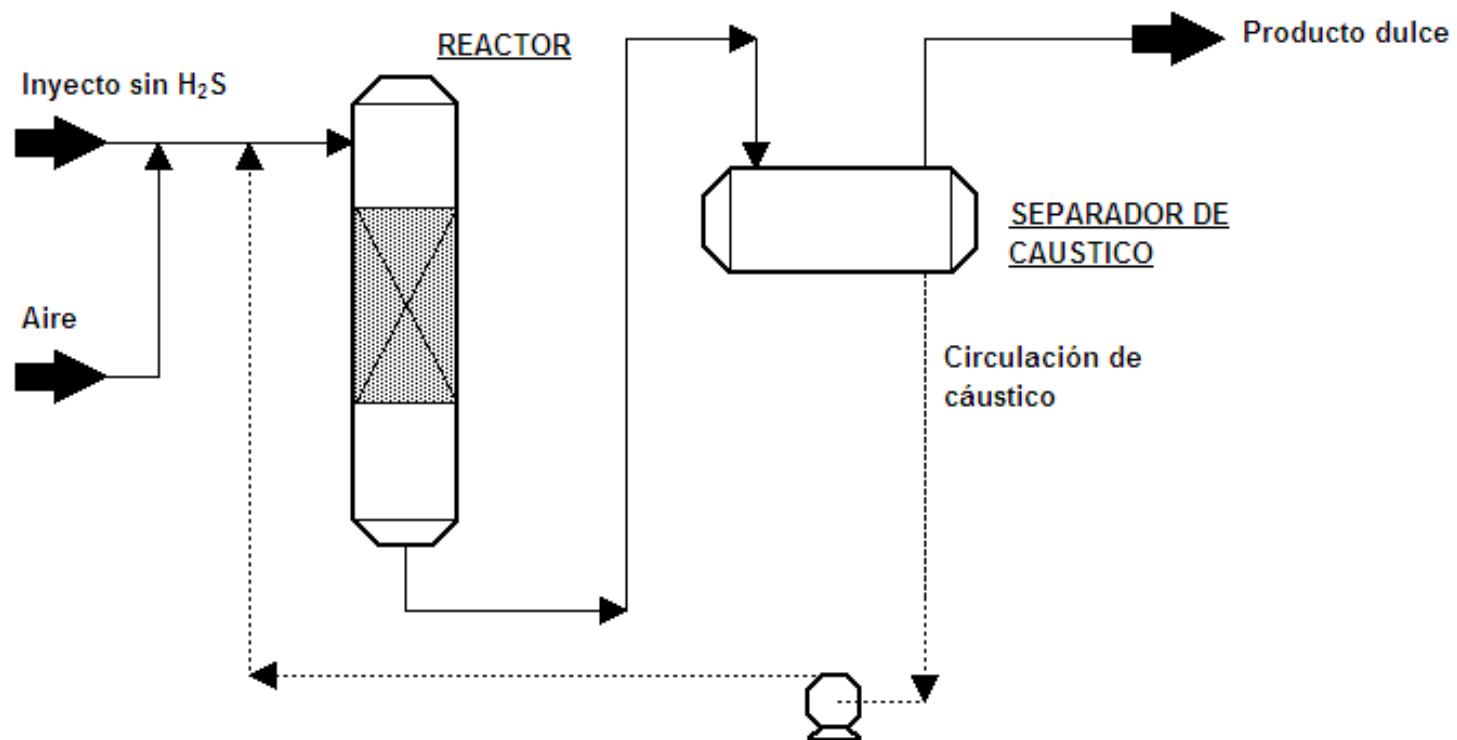 REACTOR
Producto dulce
Inyecto sin H₂S
SEPARADOR DE
CAUSTICO
Aire
Circulación de
cáustico